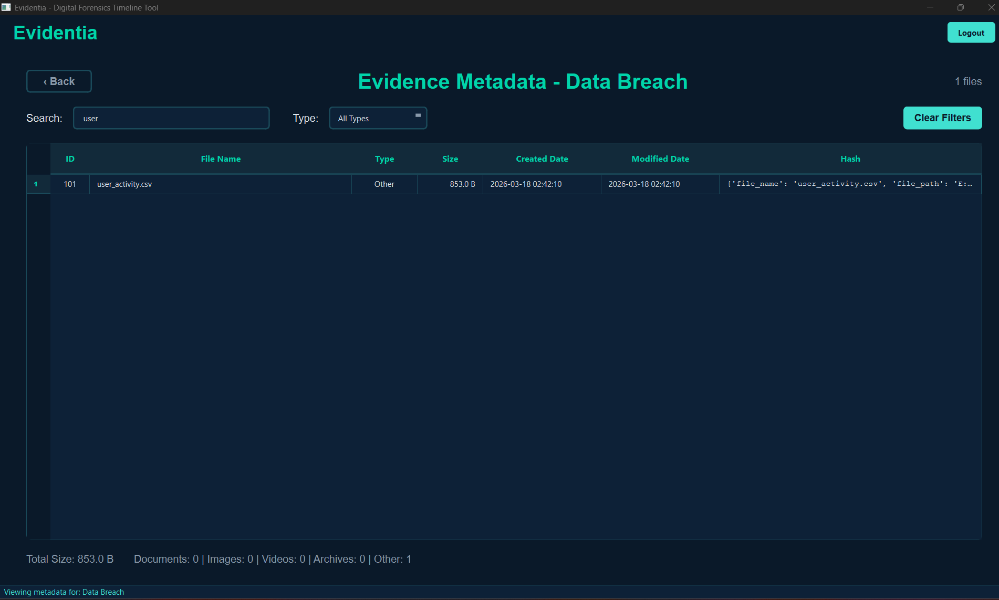 Evidentia - Digital Forensics Timeline Tool
Evidentia
Logout
‹ Back
Evidence Metadata - Data Breach
1 files
Search:
user
Type:
All Types
Clear Filters
ID File Name Type Size Created Date Modified Date Hash
1 101 user_activity.csv Other 853.0 B 2026-03-18 02:42:10 2026-03-18 02:42:10 {'file_name': 'user_activity.csv', 'file_path': 'E:…
Total Size: 853.0 B Documents: 0 | Images: 0 | Videos: 0 | Archives: 0 | Other: 1
Viewing metadata for: Data Breach